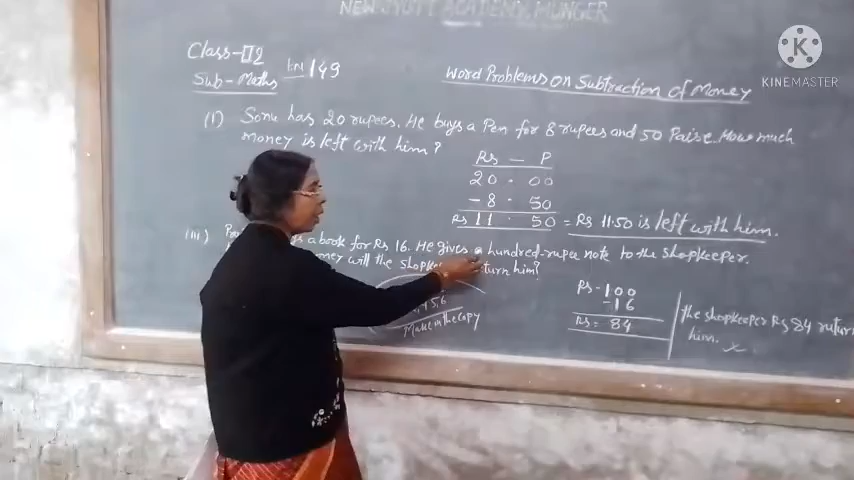 NEW JYOTI ACADEMY, MUNGER
KINEMASTER
Class-II 2
Sub-Maths
149
Word Problems on Subtraction of Money
(II) Sonu has 20 rupees. He buys a Pen for 8 rupees and 50 Paise. How much
money is left with him?
Rs — P
20 . 00
- 8 . 50
Rs 11 . 50 = Rs 11.50 is left with him.
(III) a book for Rs 16. He gives a hundred-rupee note to the shopkeeper.
money will the him?
Make in the copy
Rs - 100
- 16
Rs = 84
the shopkeeper Rs 84 ruturn
him.